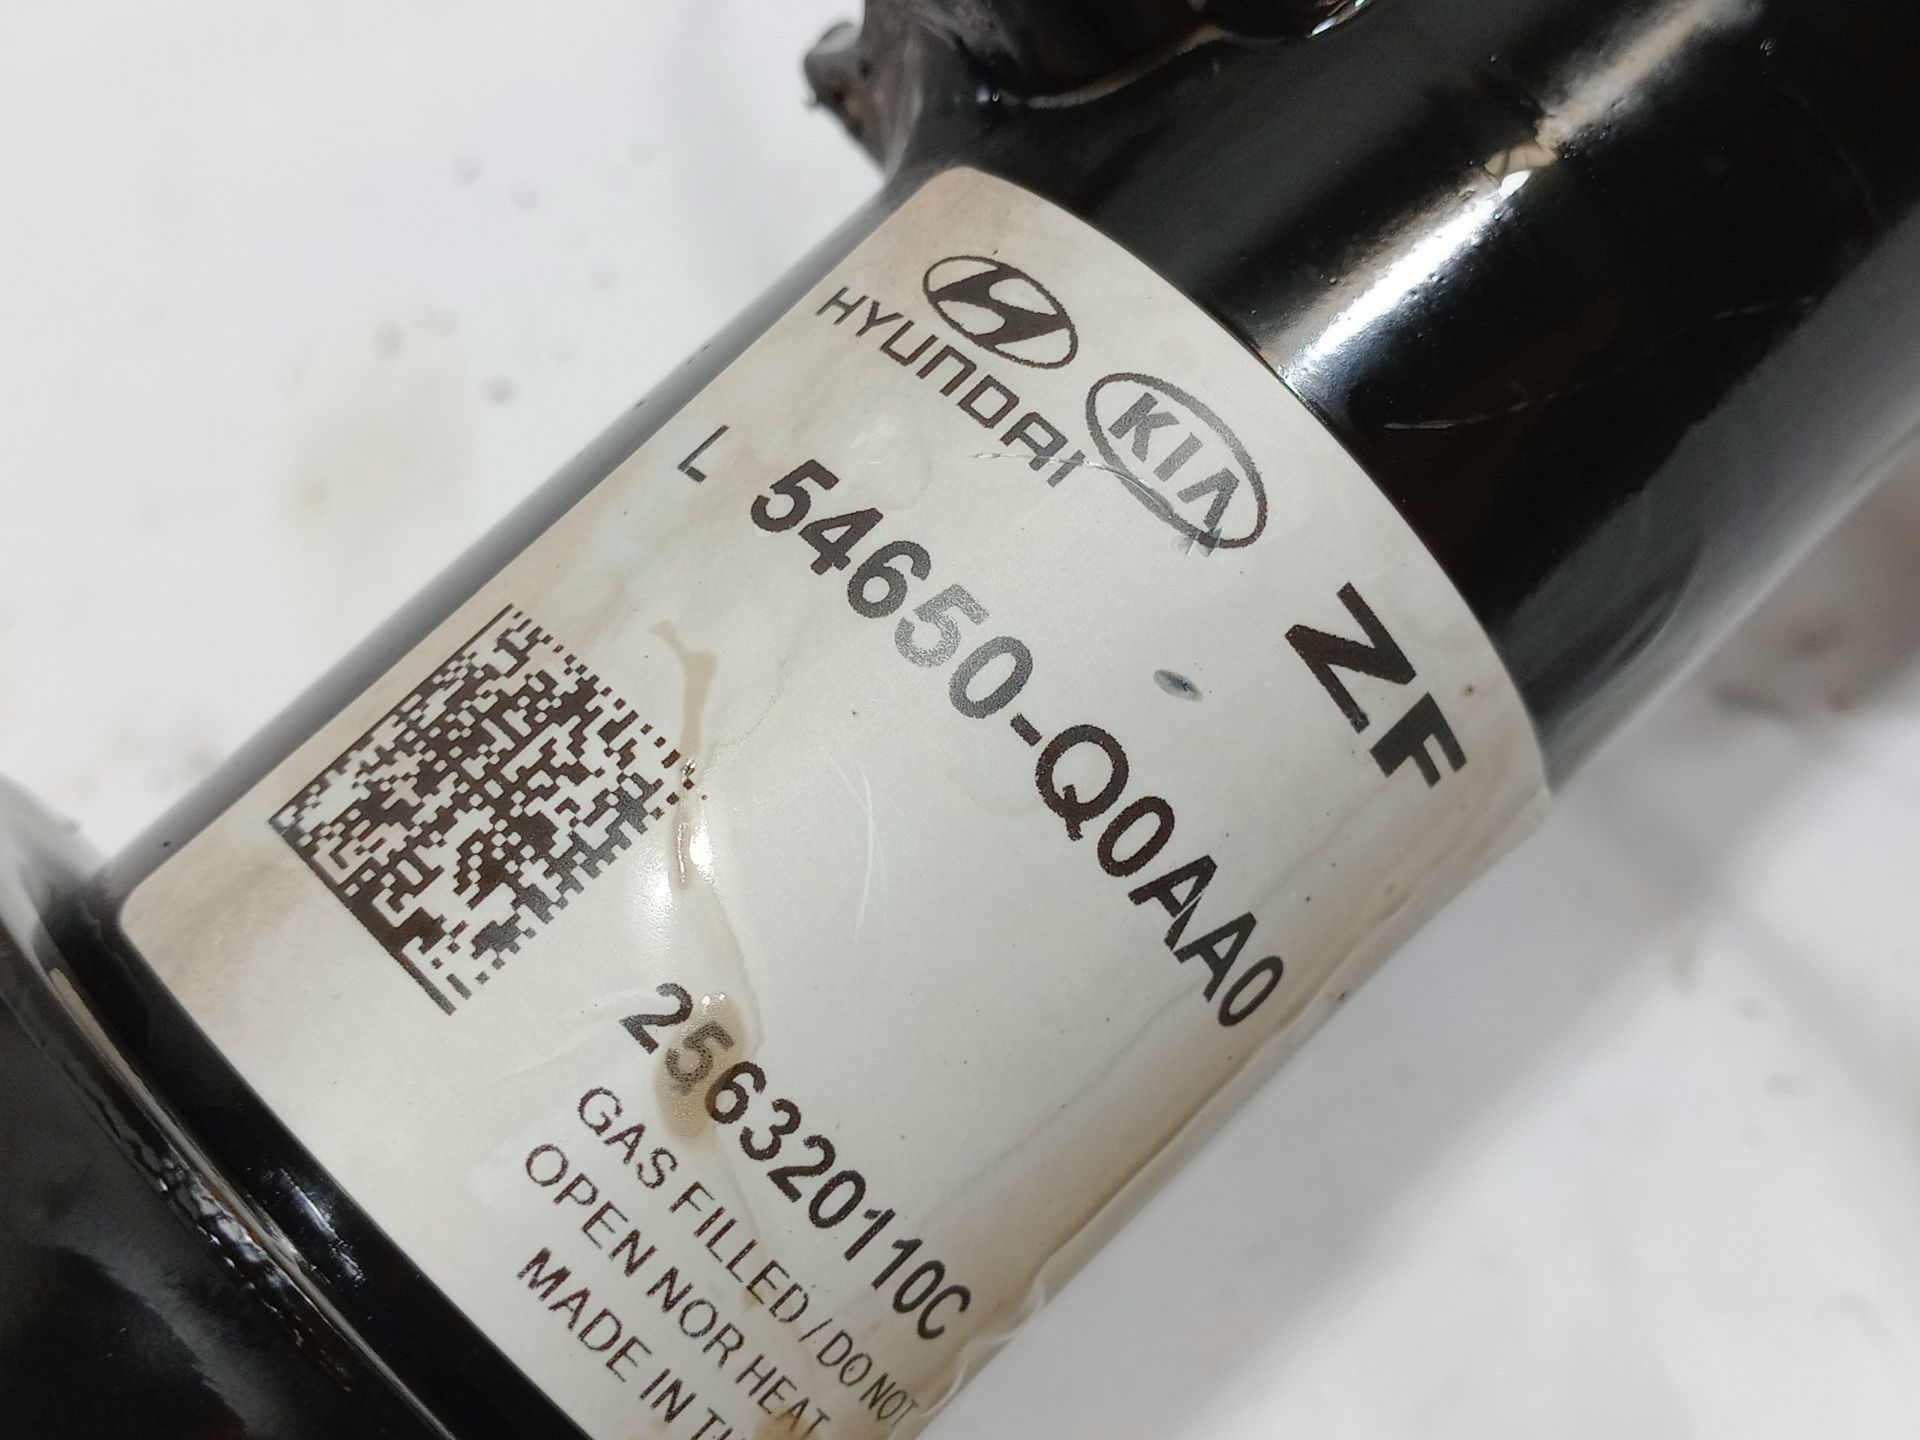 HYUNDAI KIA
L 54650-Q0AA0 ZF
256320110C
GAS FILLED / DO NOT
OPEN NOR HEAT
MADE IN